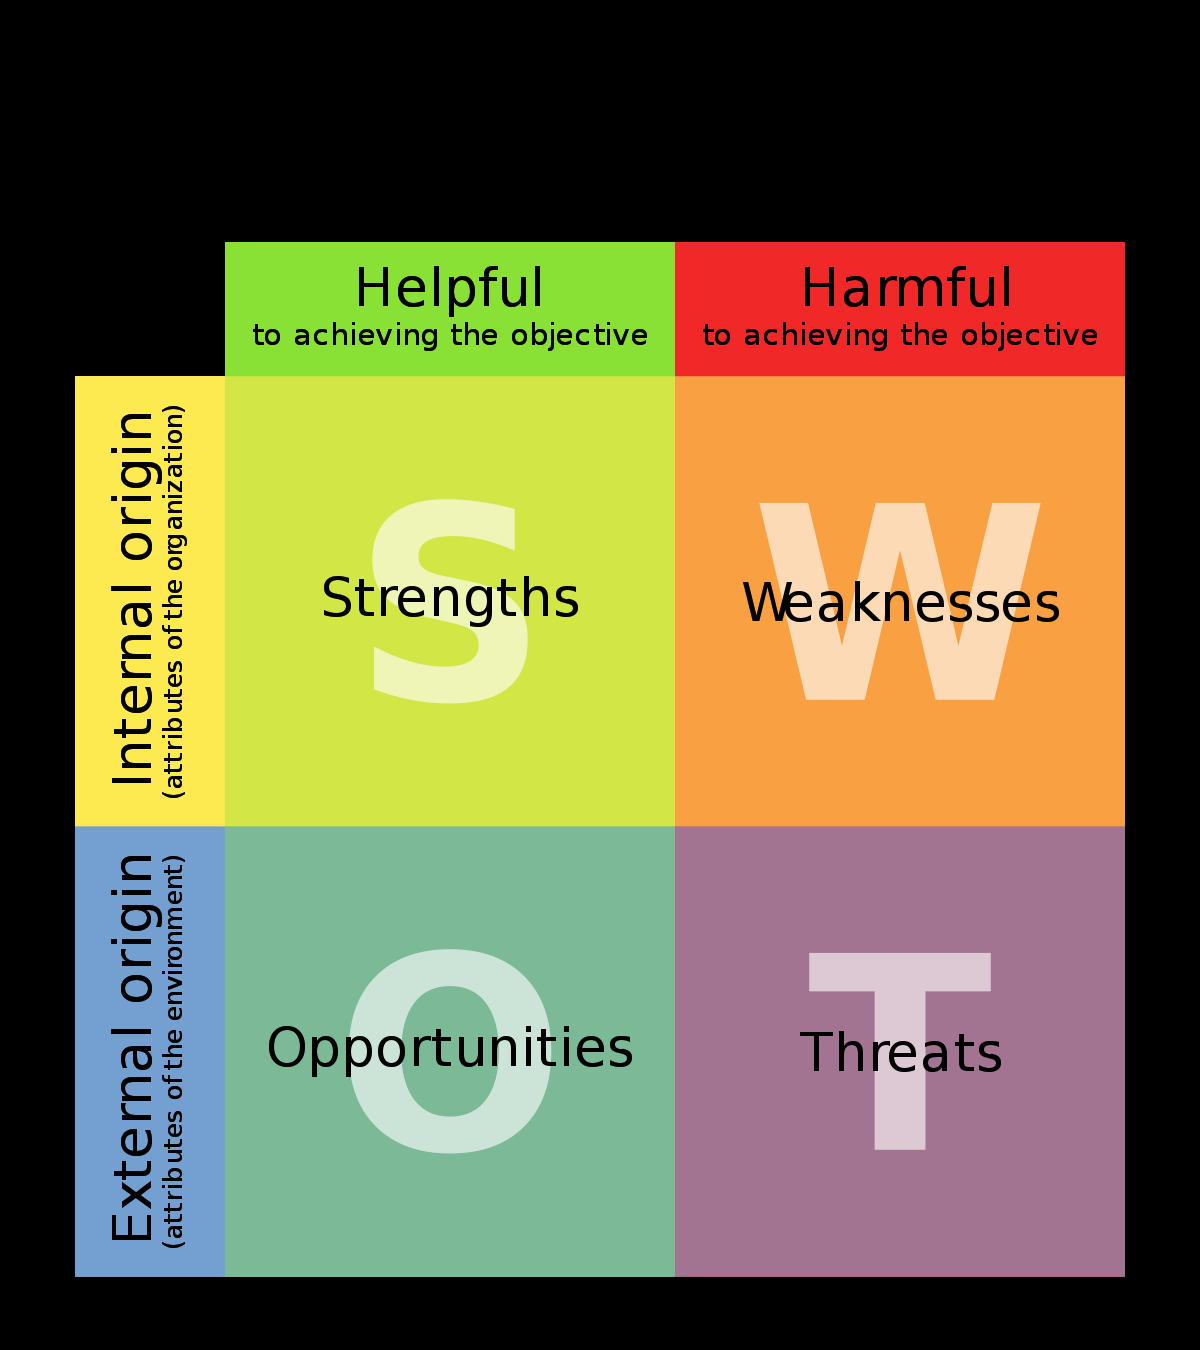 Helpful
to achieving the objective
Harmful
to achieving the objective
Internal origin
(attributes of the organization)
S
Strengths
W
Weaknesses
External origin
(attributes of the environment)
O
Opportunities
T
Threats